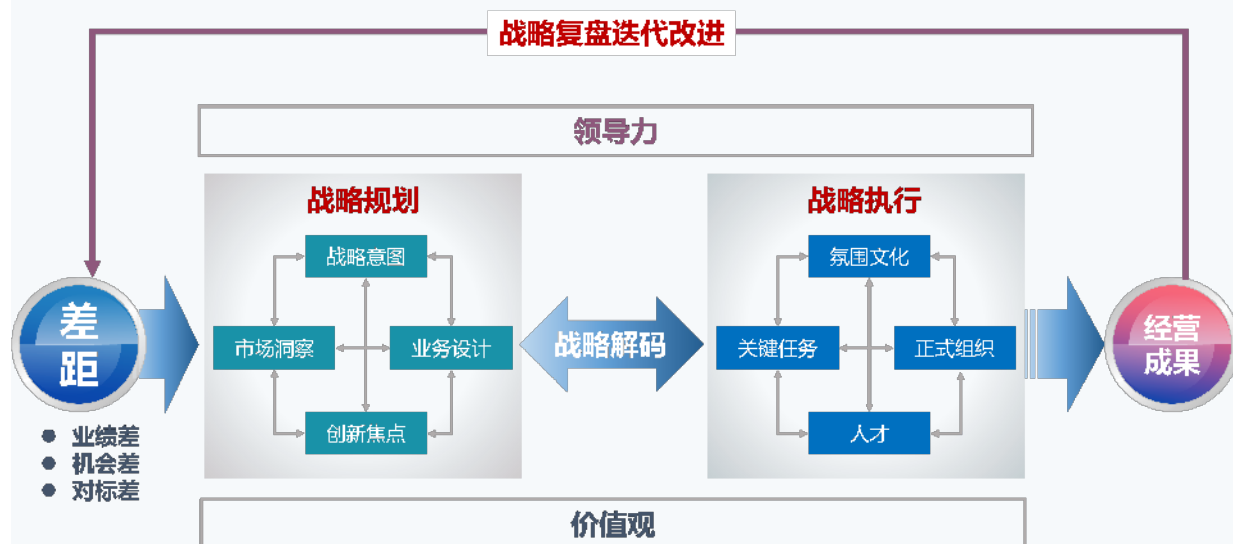 战略复盘迭代改进
领导力
战略规划
战略意图
市场洞察
业务设计
创新焦点
战略解码
战略执行
氛围文化
关键任务
正式组织
人才
差
距
业绩差
机会差
对标差
经营
成果
价值观